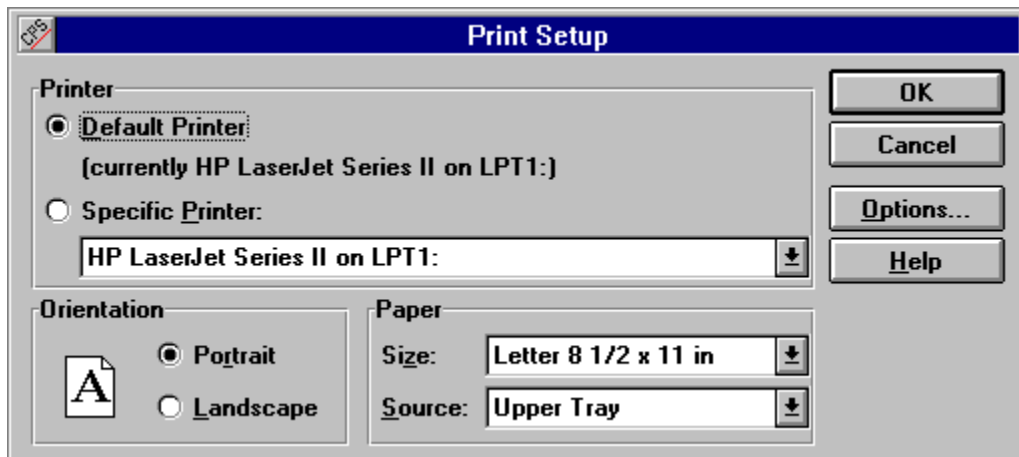 CPS
Print Setup
Printer
Default Printer
(currently HP LaserJet Series II on LPT1:)
Specific Printer:
HP LaserJet Series II on LPT1:
OK
Cancel
Options...
Help
Orientation
A
Portrait
Landscape
Paper
Size: Letter 8 1/2 x 11 in
Source: Upper Tray